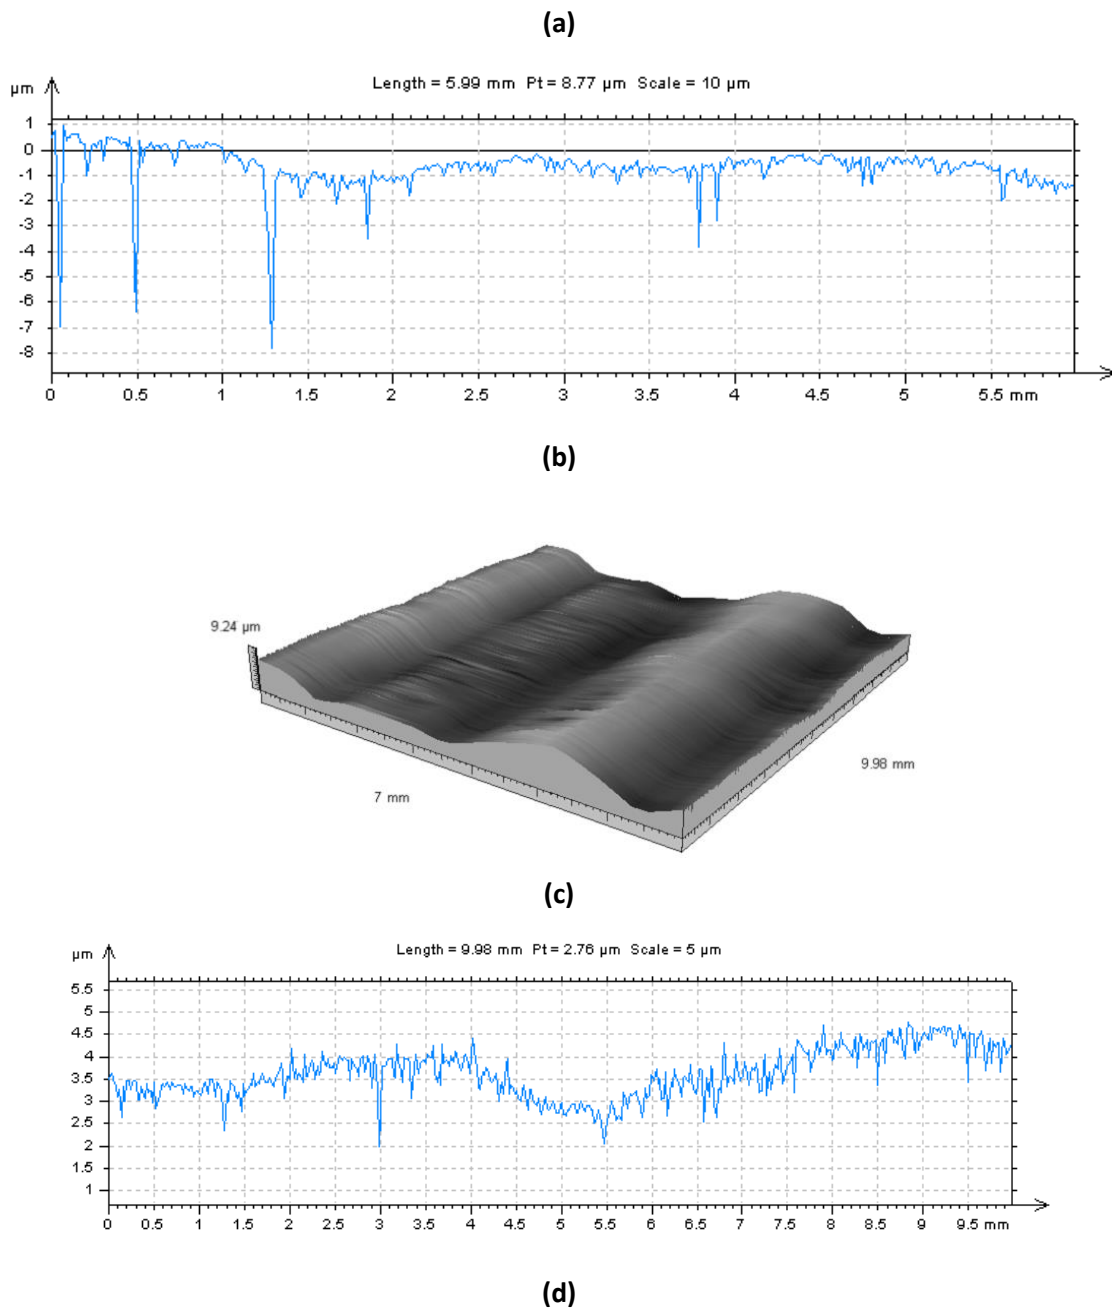 (a)
Length = 5.99 mm Pt = 8.77 µm Scale = 10 µm
µm
1
0
-1
-2
-3
-4
-5
-6
-7
-8
0 0.5 1 1.5 2 2.5 3 3.5 4 4.5 5 5.5 mm
(b)
9.24 µm
7 mm
9.98 mm
(c)
Length = 9.98 mm Pt = 2.76 µm Scale = 5 µm
µm
5.5
5
4.5
4
3.5
3
2.5
2
1.5
1
0 0.5 1 1.5 2 2.5 3 3.5 4 4.5 5 5.5 6 6.5 7 7.5 8 8.5 9 9.5 mm
(d)